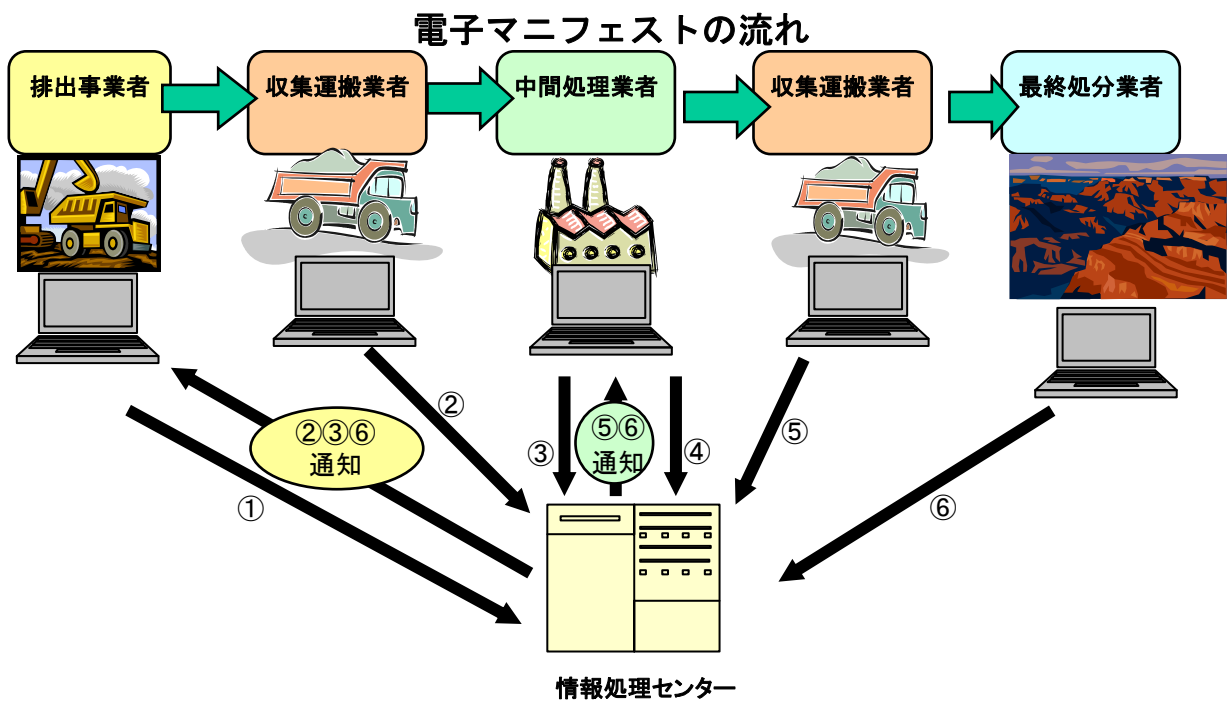 電子マニフェストの流れ
排出事業者
収集運搬業者
中間処理業者
収集運搬業者
最終処分業者
②
②③⑥
通知
①
③
⑤⑥
通知
④
⑤
⑥
情報処理センター